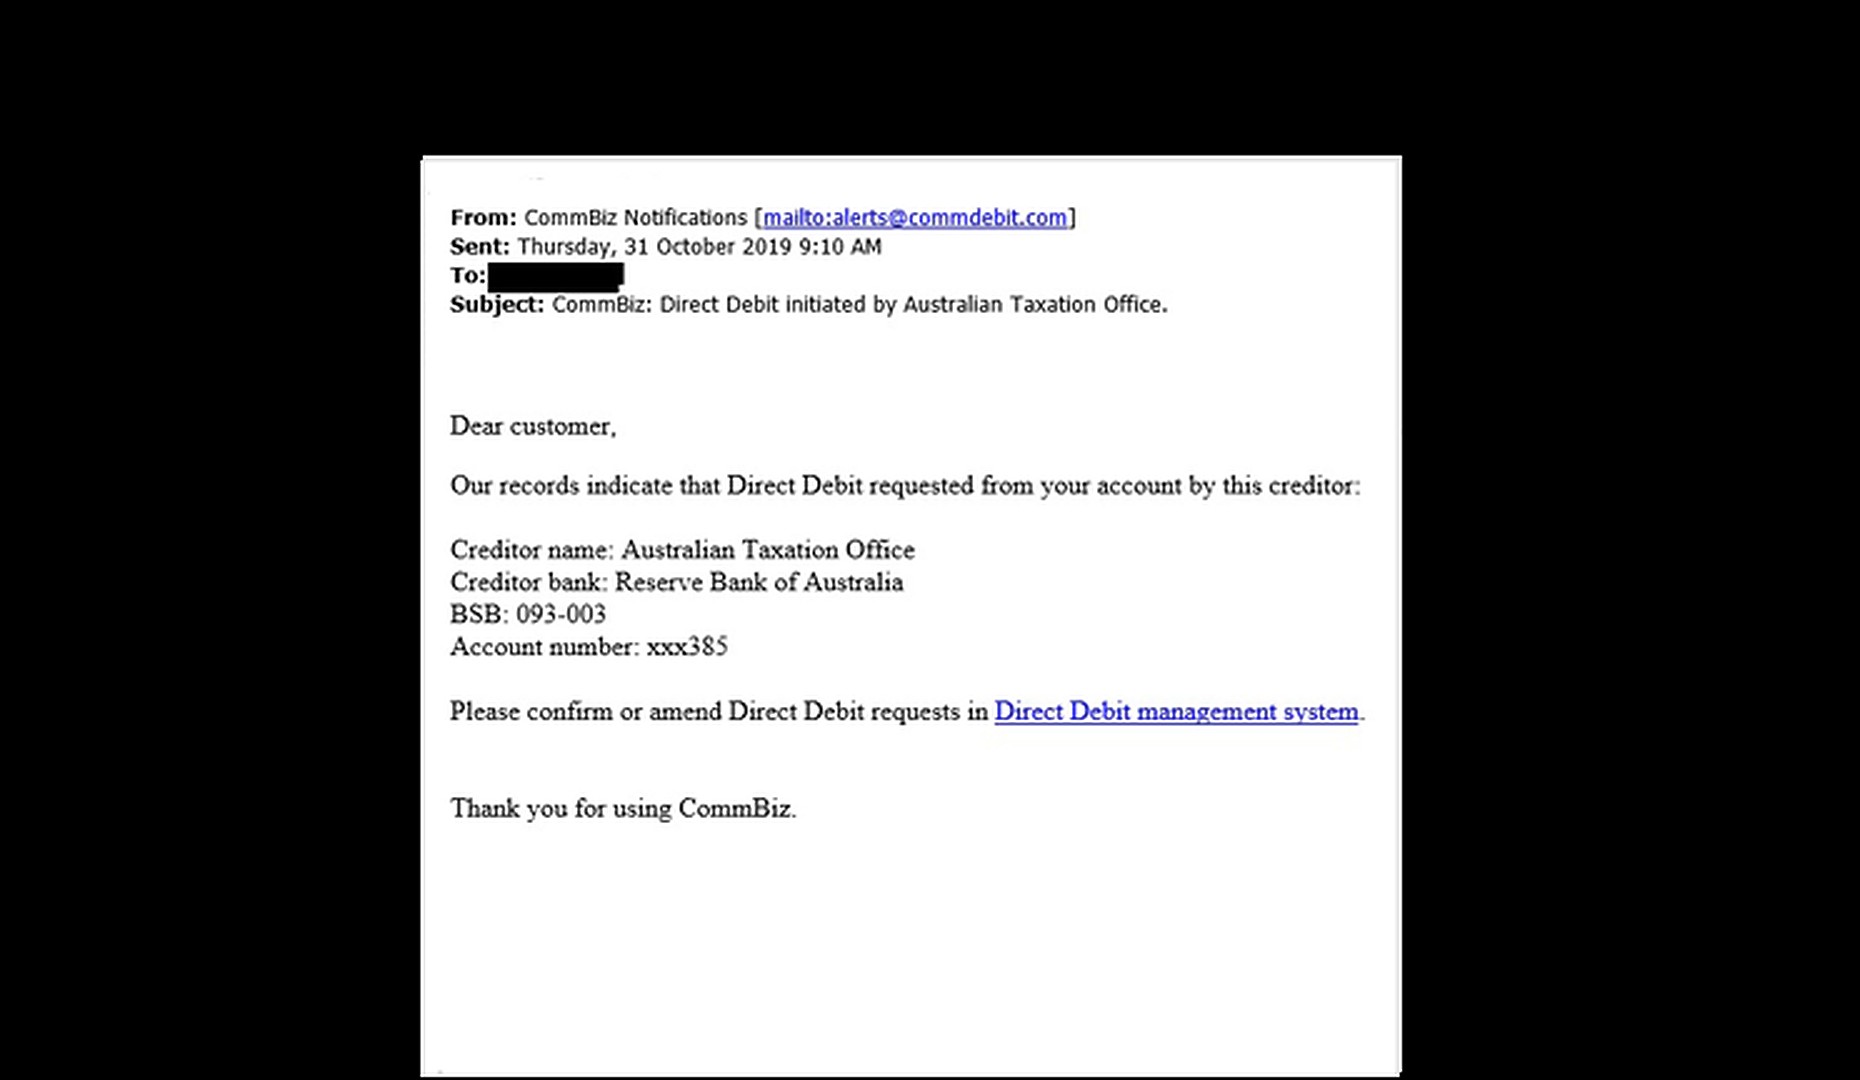 From: CommBiz Notifications [mailto:alerts@commdebit.com]
Sent: Thursday, 31 October 2019 9:10 AM
To:
Subject: CommBiz: Direct Debit initiated by Australian Taxation Office.
Dear customer,
Our records indicate that Direct Debit requested from your account by this creditor:
Creditor name: Australian Taxation Office
Creditor bank: Reserve Bank of Australia
BSB: 093-003
Account number: xxx385
Please confirm or amend Direct Debit requests in Direct Debit management system.
Thank you for using CommBiz.